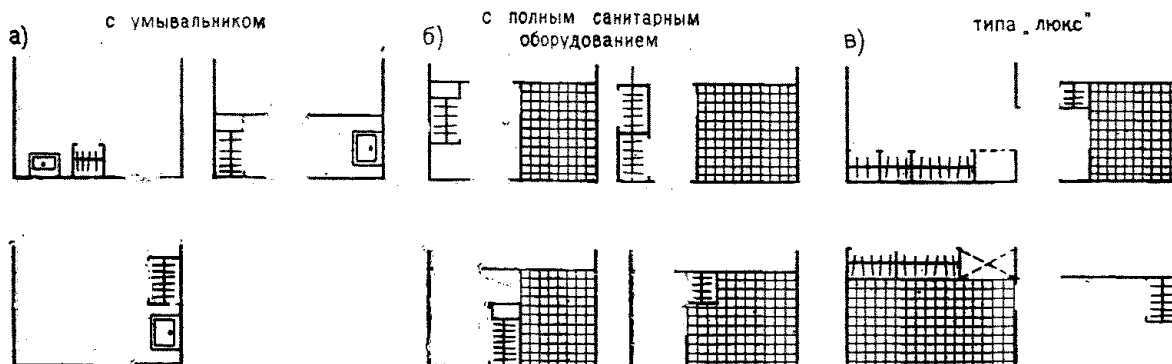 а)
с умывальником
б)
с полным санитарным
оборудованием
в)
типа „люкс"